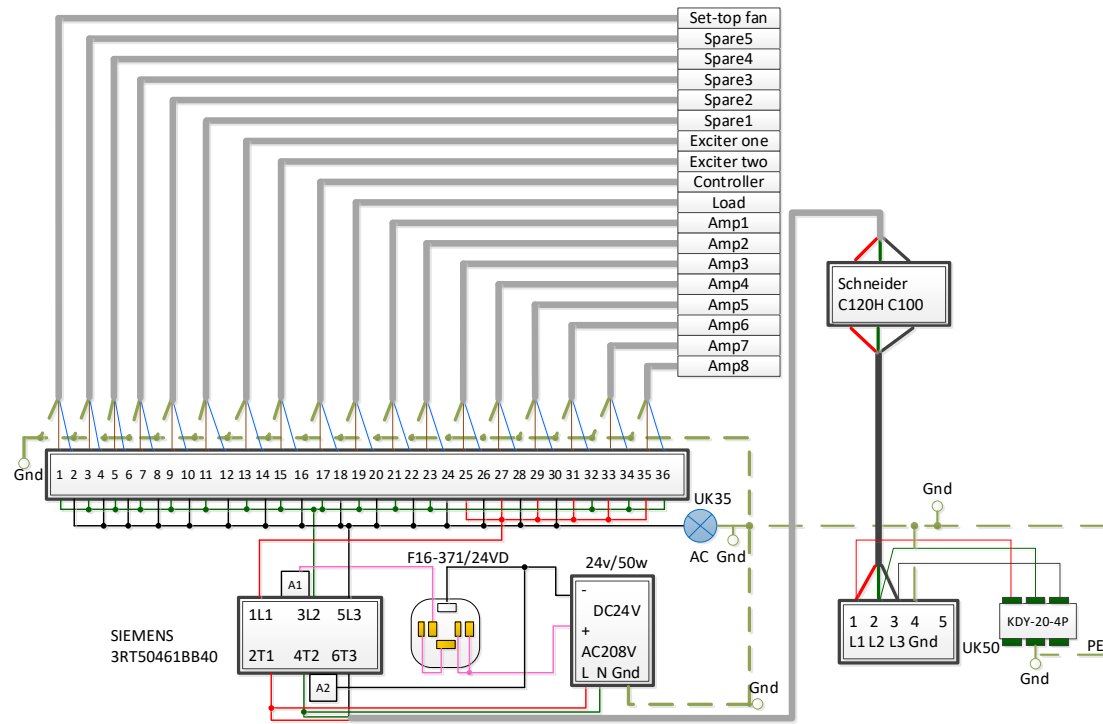 Set-top fan
Spare5
Spare4
Spare3
Spare2
Spare1
Exciter one
Exciter two
Controller
Load
Amp1
Amp2
Amp3
Amp4
Amp5
Amp6
Amp7
Amp8
Schneider
C120H C100
Gnd
1 2 3 4 5 6 7 8 9 10 11 12 13 14 15 16 17 18 19 20 21 22 23 24 25 26 27 28 29 30 31 32 33 34 35 36
UK35
AC Gnd
Gnd
F16-371/24VD
24v/50w
A1
1L1 3L2 5L3
2T1 4T2 6T3
A2
SIEMENS
3RT50461BB40
-
DC24V
+
AC208V
L N Gnd
Gnd
1 2 3 4 5
L1 L2 L3 Gnd
UK50
KDY-20-4P
PE
Gnd